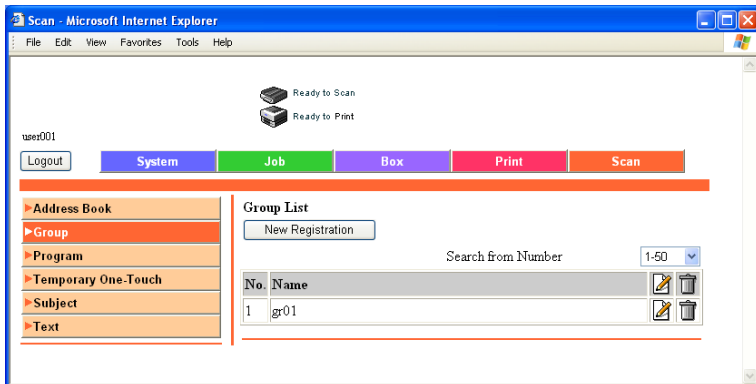 Scan - Microsoft Internet Explorer
File Edit View Favorites Tools Help
Ready to Scan
Ready to Print
user001
Logout System Job Box Print Scan
Address Book
Group
Program
Temporary One-Touch
Subject
Text
Group List
New Registration
Search from Number 1-50
No. Name
1 gr01